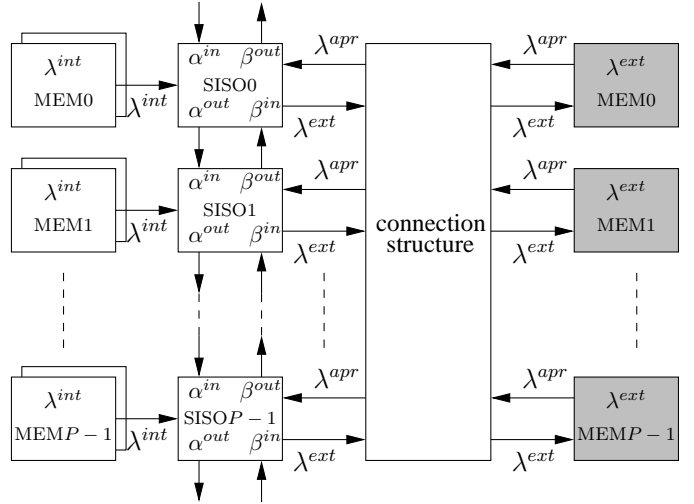 λ^{int}
MEM0
λ^{int}
α^{in} β^{out}
SISO0
α^{out} β^{in}
λ^{apr}
λ^{ext}
λ^{apr}
λ^{ext}
λ^{ext}
MEM0
λ^{int}
MEM1
λ^{int}
α^{in} β^{out}
SISO1
α^{out} β^{in}
λ^{apr}
λ^{ext}
connection
structure
λ^{apr}
λ^{ext}
λ^{ext}
MEM1
λ^{int}
MEMP − 1
λ^{int}
α^{in} β^{out}
SISOP − 1
α^{out} β^{in}
λ^{apr}
λ^{ext}
λ^{apr}
λ^{ext}
λ^{ext}
MEMP − 1